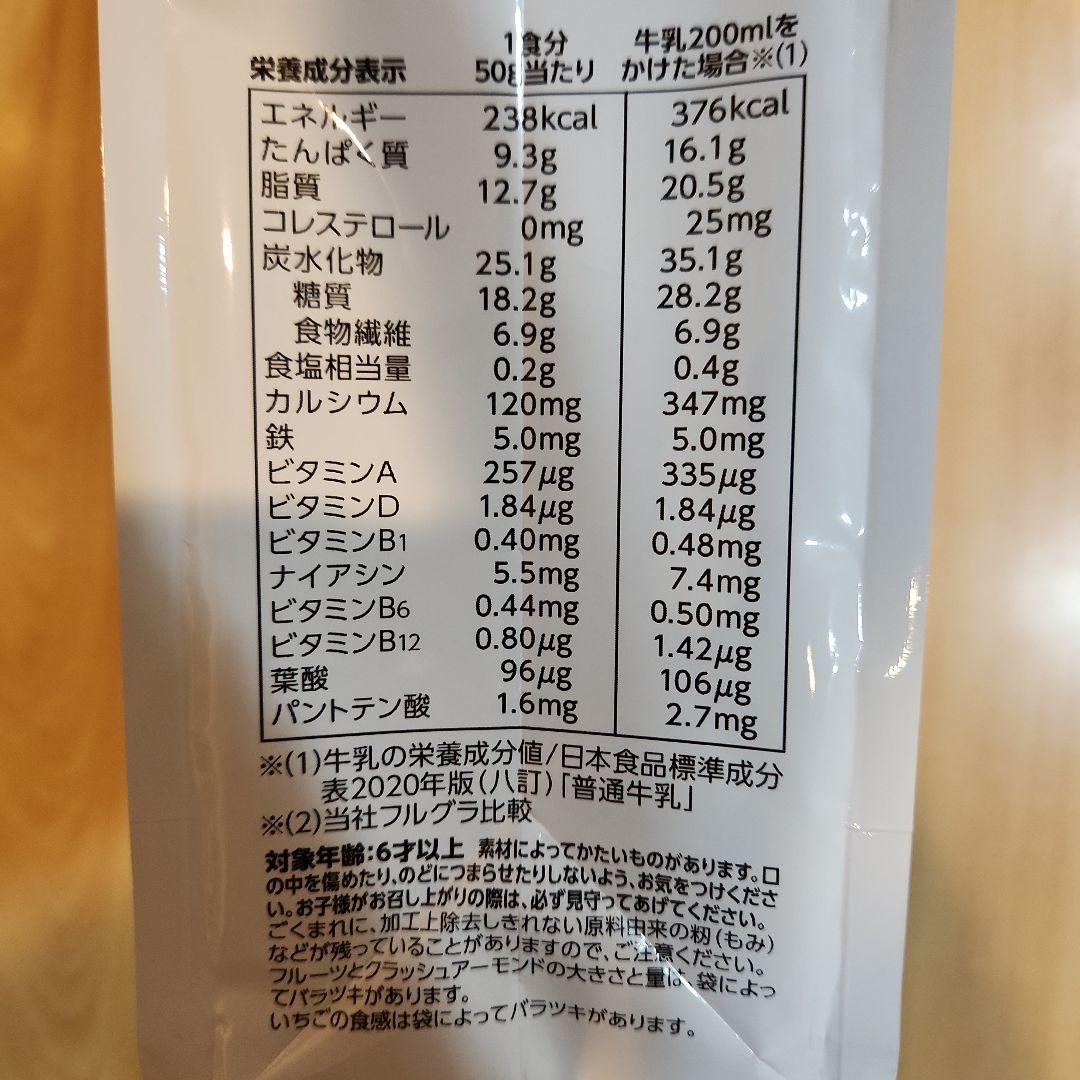 栄養成分表示 1食分50g当たり 牛乳200mlをかけた場合※(1)
エネルギー 238kcal 376kcal
たんぱく質 9.3g 16.1g
脂質 12.7g 20.5g
コレステロール 0mg 25mg
炭水化物 25.1g 35.1g
糖質 18.2g 28.2g
食物繊維 6.9g 6.9g
食塩相当量 0.2g 0.4g
カルシウム 120mg 347mg
鉄 5.0mg 5.0mg
ビタミンA 257μg 335μg
ビタミンD 1.84μg 1.84μg
ビタミンB1 0.40mg 0.48mg
ナイアシン 5.5mg 7.4mg
ビタミンB6 0.44mg 0.50mg
ビタミンB12 0.80μg 1.42μg
葉酸 96μg 106μg
パントテン酸 1.6mg 2.7mg
※(1)牛乳の栄養成分値/日本食品標準成分
表2020年版(八訂)「普通牛乳」
※(2)当社フルグラ比較
対象年齢:6才以上 素材によってかたいものがあります。口
の中を傷めたり、のどにつまらせたりしないよう、お気をつけくださ
い。お子様がお召し上がりの際は、必ず見守ってあげてください。
ごくまれに、加工上除去しきれない原料由来の籾(もみ)
などが残っていることがありますので、ご注意ください。
フルーツとクラッシュアーモンドの大きさと量は、袋によっ
てバラツキがあります。
いちごの食感は袋によってバラツキがあります。